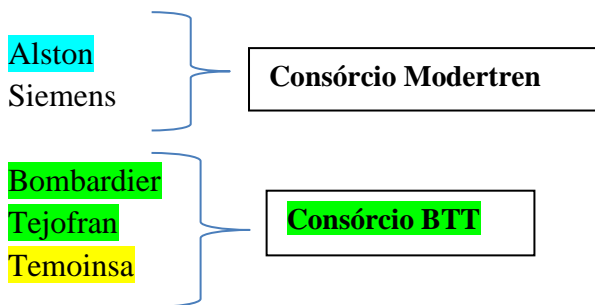 Alston
Siemens
Consórcio Modertren
Bombardier
Tejofran
Temoinsa
Consórcio BTT